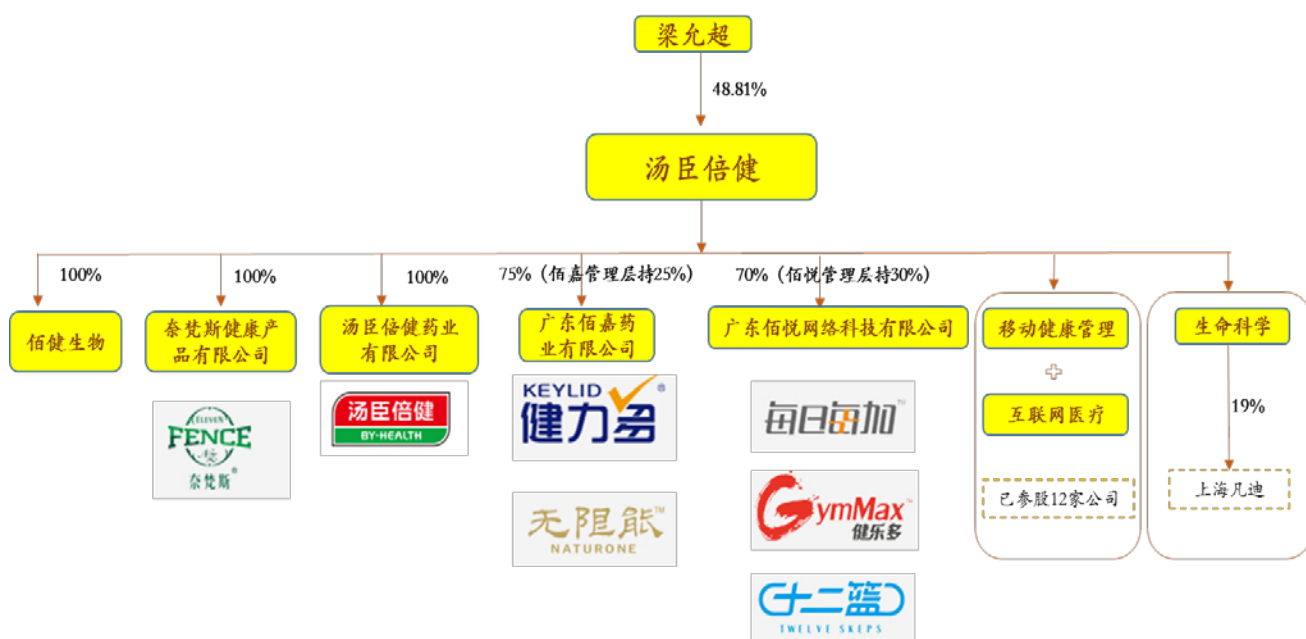 梁允超
48.81%
汤臣倍健
100%
100%
100%
75%（佰嘉管理层持25%）
70%（佰悦管理层持30%）
佰健生物
奈梵斯健康产
品有限公司
汤臣倍健药业
有限公司
广东佰嘉药
业有限公司
广东佰悦网络科技有限公司
移动健康管理
互联网医疗
已参股12家公司
生命科学
19%
上海凡迪
ELEVEN
FENCE
奈梵斯®
汤臣倍健
BY-HEALTH
KEYLID ®
健力多
无限能™
NATURONE
每日每加™
GymMax™
健乐多
十二篮
TWELVE SKEPS